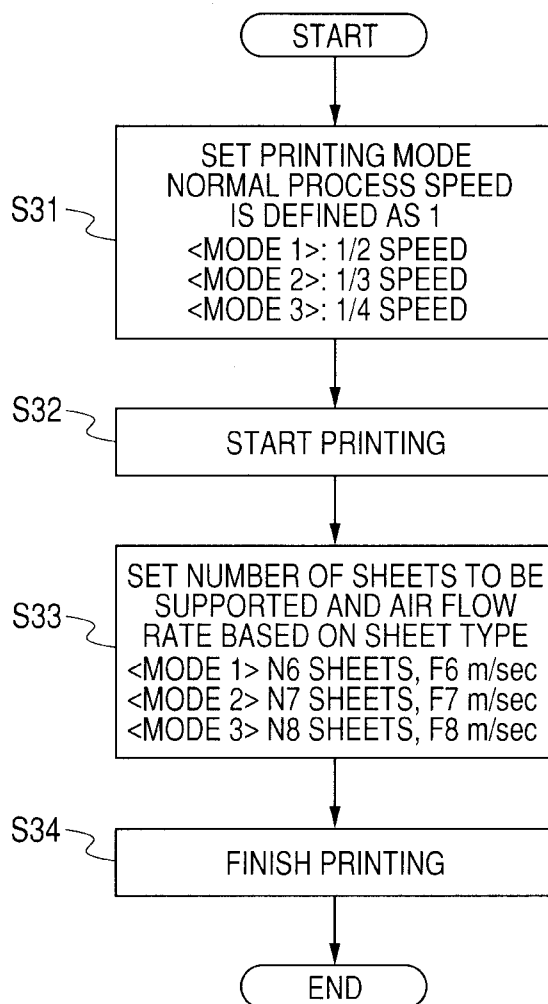 START
S31
SET PRINTING MODE
NORMAL PROCESS SPEED
IS DEFINED AS 1
<MODE 1>: 1/2 SPEED
<MODE 2>: 1/3 SPEED
<MODE 3>: 1/4 SPEED
S32
START PRINTING
S33
SET NUMBER OF SHEETS TO BE
SUPPORTED AND AIR FLOW
RATE BASED ON SHEET TYPE
<MODE 1> N6 SHEETS, F6 m/sec
<MODE 2> N7 SHEETS, F7 m/sec
<MODE 3> N8 SHEETS, F8 m/sec
S34
FINISH PRINTING
END